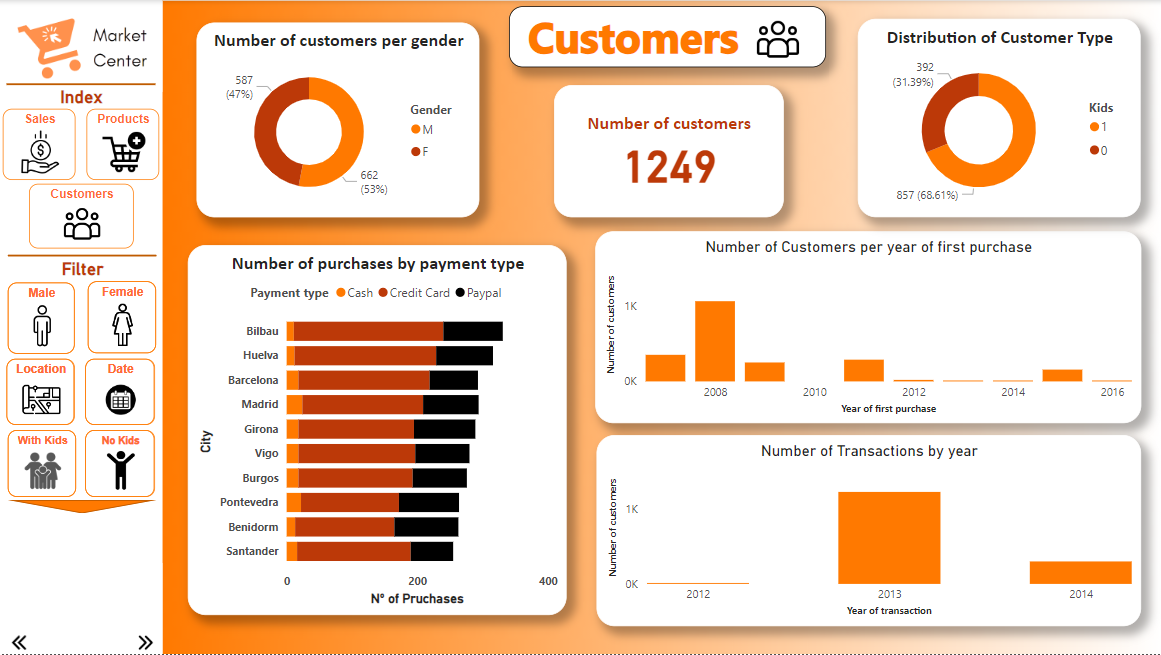 Market
Center
Index
Sales
Products
Customers
Filter
Male
Female
Location
Date
With Kids
No Kids
Number of customers per gender
587
(47%)
662
(53%)
Gender
M
F
Customers
Number of customers
1249
Distribution of Customer Type
392
(31.39%)
857 (68.61%)
Kids
1
0
Number of purchases by payment type
Payment type Cash Credit Card Paypal
City
Bilbau
Huelva
Barcelona
Madrid
Girona
Vigo
Burgos
Pontevedra
Benidorm
Santander
0 200 400
Nº of Pruchases
Number of Customers per year of first purchase
Number of customers
1K
0K
2008 2010 2012 2014 2016
Year of first purchase
Number of Transactions by year
Number of customers
1K
0K
2012 2013 2014
Year of transaction